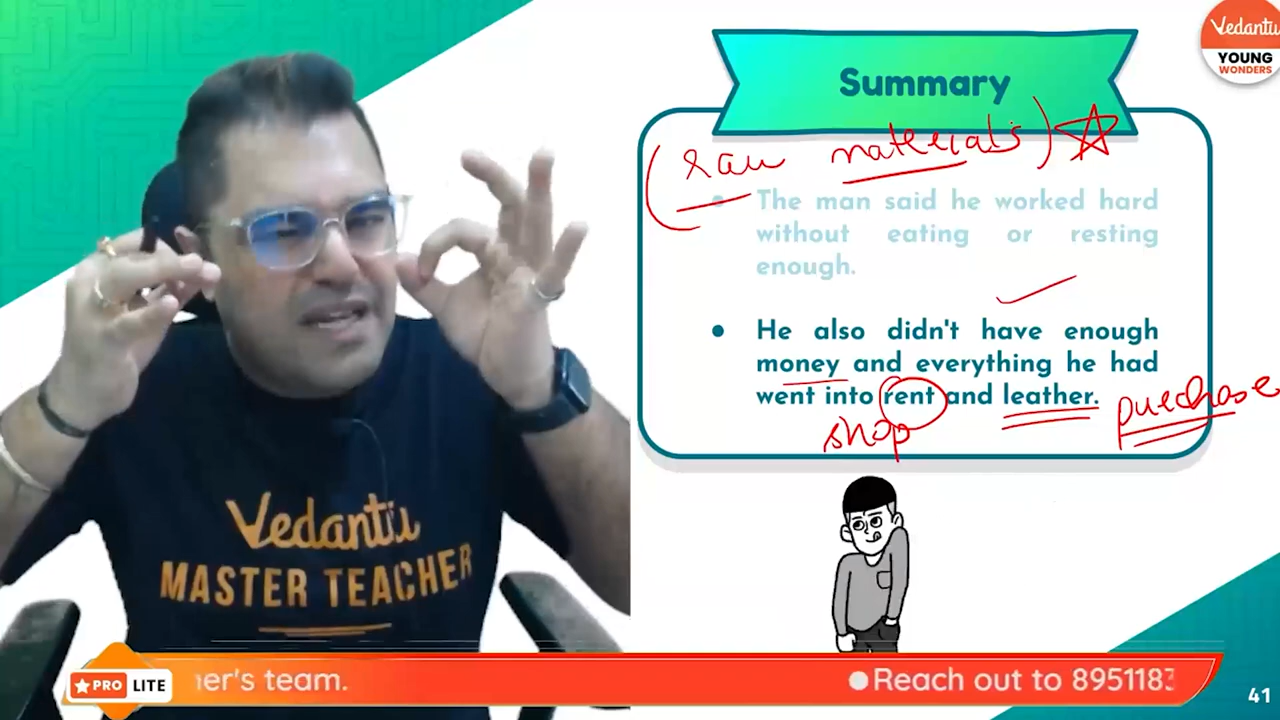 Vedantu
YOUNG
WONDERS
Summary
(raw materials)
The man said he worked hard
without eating or resting
enough.
He also didn't have enough
money and everything he had
went into rent and leather.
purchase
shop
Vedantu
MASTER TEACHER
PRO LITE
ner's team.
Reach out to 895118
41